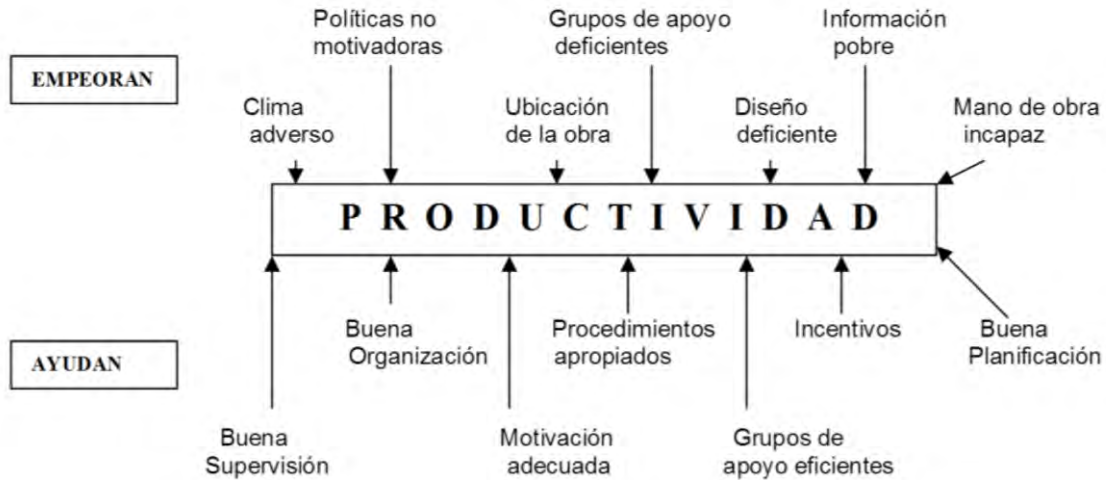 Políticas no
motivadoras
Grupos de apoyo
deficientes
Información
pobre
EMPEORAN
Clima
adverso
Ubicación
de la obra
Diseño
deficiente
Mano de obra
incapaz
PRODUCTIVIDAD
Buena
Organización
Procedimientos
apropiados
Incentivos
Buena
Planificación
AYUDAN
Buena
Supervisión
Motivación
adecuada
Grupos de
apoyo eficientes